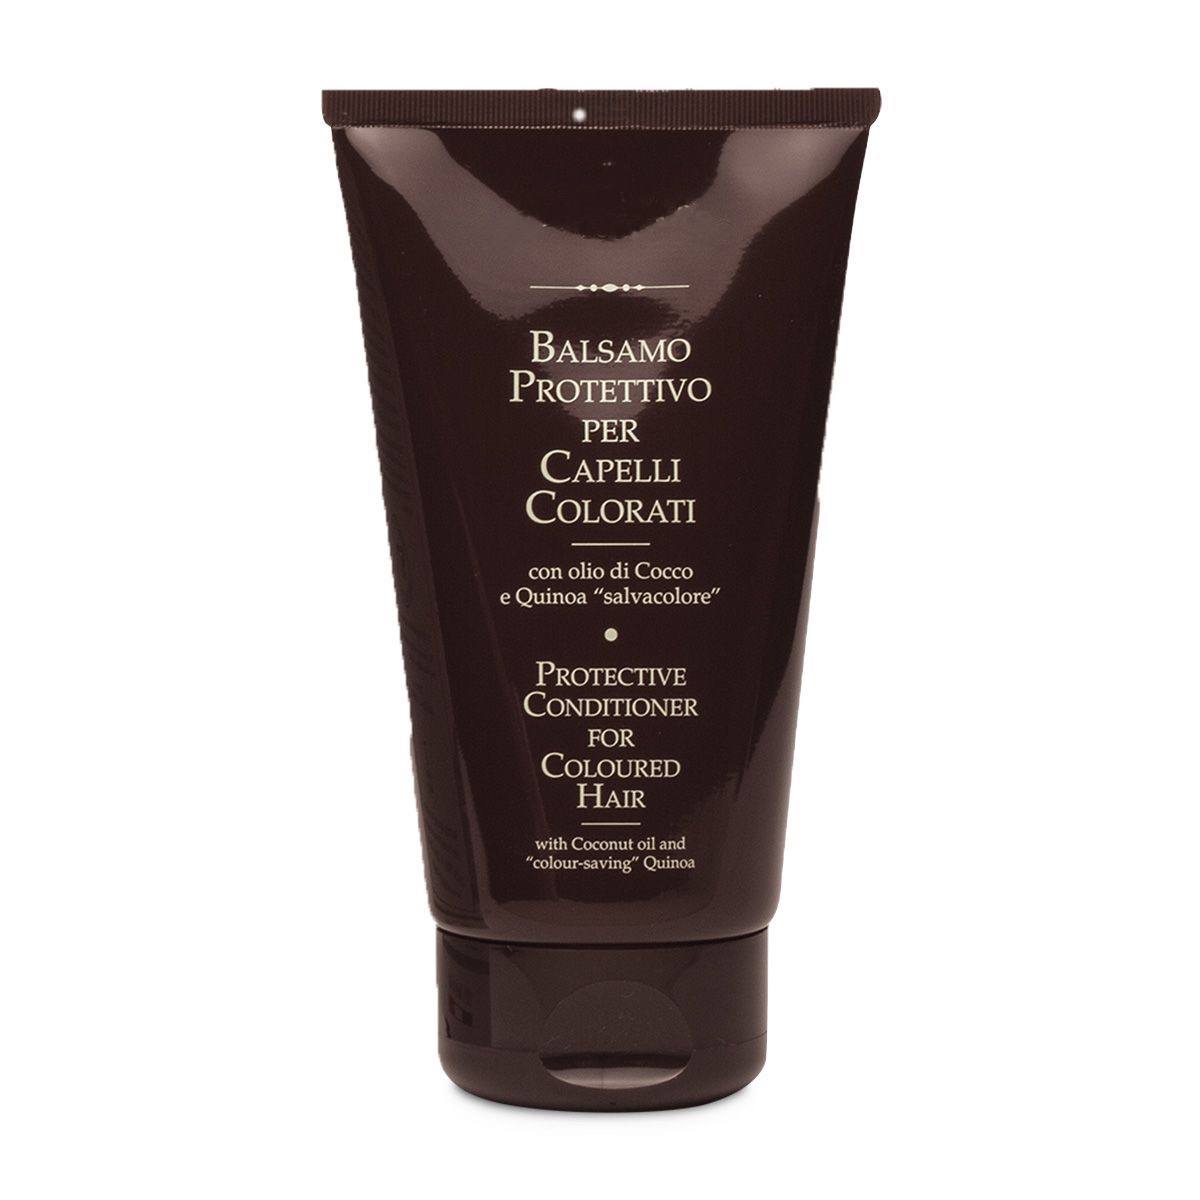 BALSAMO
PROTETTIVO
PER
CAPELLI
COLORATI
con olio di Cocco
e Quinoa “salvacolore”
PROTECTIVE
CONDITIONER
FOR
COLOURED
HAIR
with Coconut oil and
“colour-saving” Quinoa